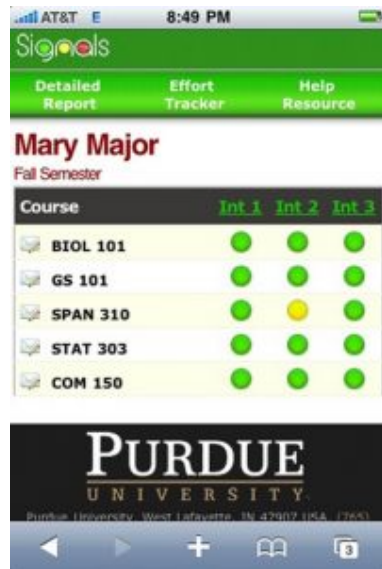 AT&T E 8:49 PM
Signals
Detailed Report Effort Tracker Help Resource
Mary Major
Fall Semester
Course Int 1 Int 2 Int 3
BIOL 101
GS 101
SPAN 310
STAT 303
COM 150
PURDUE
UNIVERSITY
Purdue University, West Lafayette, IN 47907 USA, (765)
3